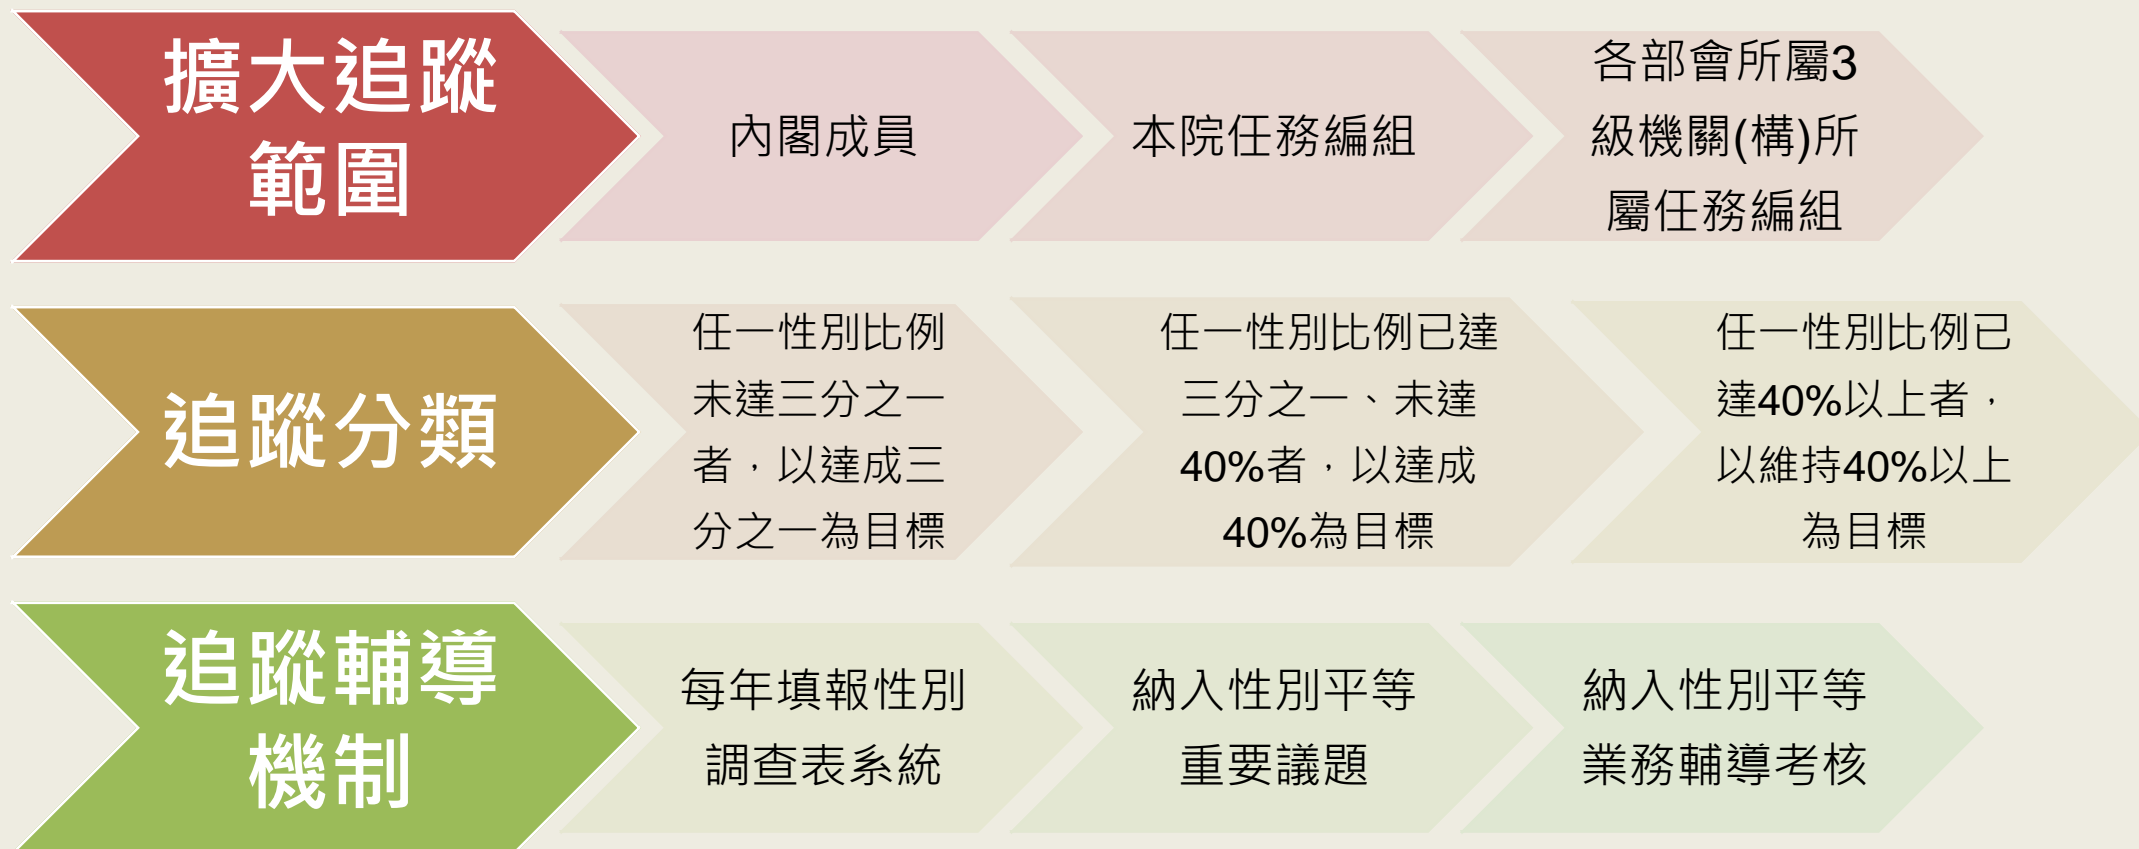 擴大追蹤
範圍
內閣成員
本院任務編組
各部會所屬3
級機關(構)所
屬任務編組
追蹤分類
任一性別比例
未達三分之一
者，以達成三
分之一為目標
任一性別比例已達
三分之一、未達
40%者，以達成
40%為目標
任一性別比例已
達40%以上者，
以維持40%以上
為目標
追蹤輔導
機制
每年填報性別
調查表系統
納入性別平等
重要議題
納入性別平等
業務輔導考核